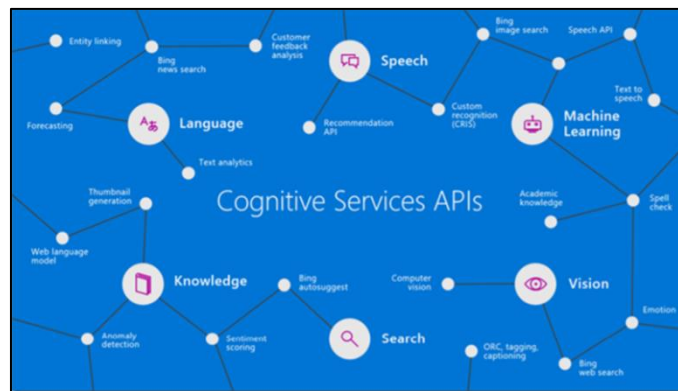 Entity linking
Bing
news search
Customer
feedback
analysis
Speech
Bing
image search
Speech API
Text to
speech
Forecasting
Language
Recommendation
API
Custom
recognition
(CRIS)
Machine
Learning
Text analytics
Thumbnail
generation
Cognitive Services APIs
Academic
knowledge
Spell
check
Web language
model
Knowledge
Bing
autosuggest
Computer
vision
Vision
Anomaly
detection
Sentiment
scoring
Search
ORC, tagging,
captioning
Emotion
Bing
web search